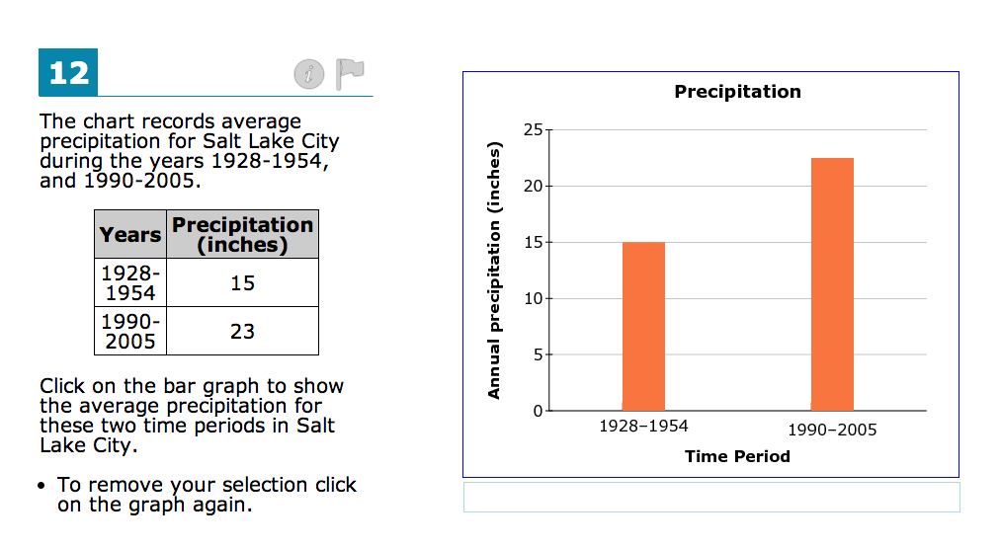 12
i
The chart records average
precipitation for Salt Lake City
during the years 1928-1954,
and 1990-2005.
Years
Precipitation
(inches)
1928-
1954
15
1990-
2005
23
Click on the bar graph to show
the average precipitation for
these two time periods in Salt
Lake City.
• To remove your selection click
on the graph again.
Precipitation
Annual precipitation (inches)
25
20
15
10
5
0
1928–1954
1990–2005
Time Period